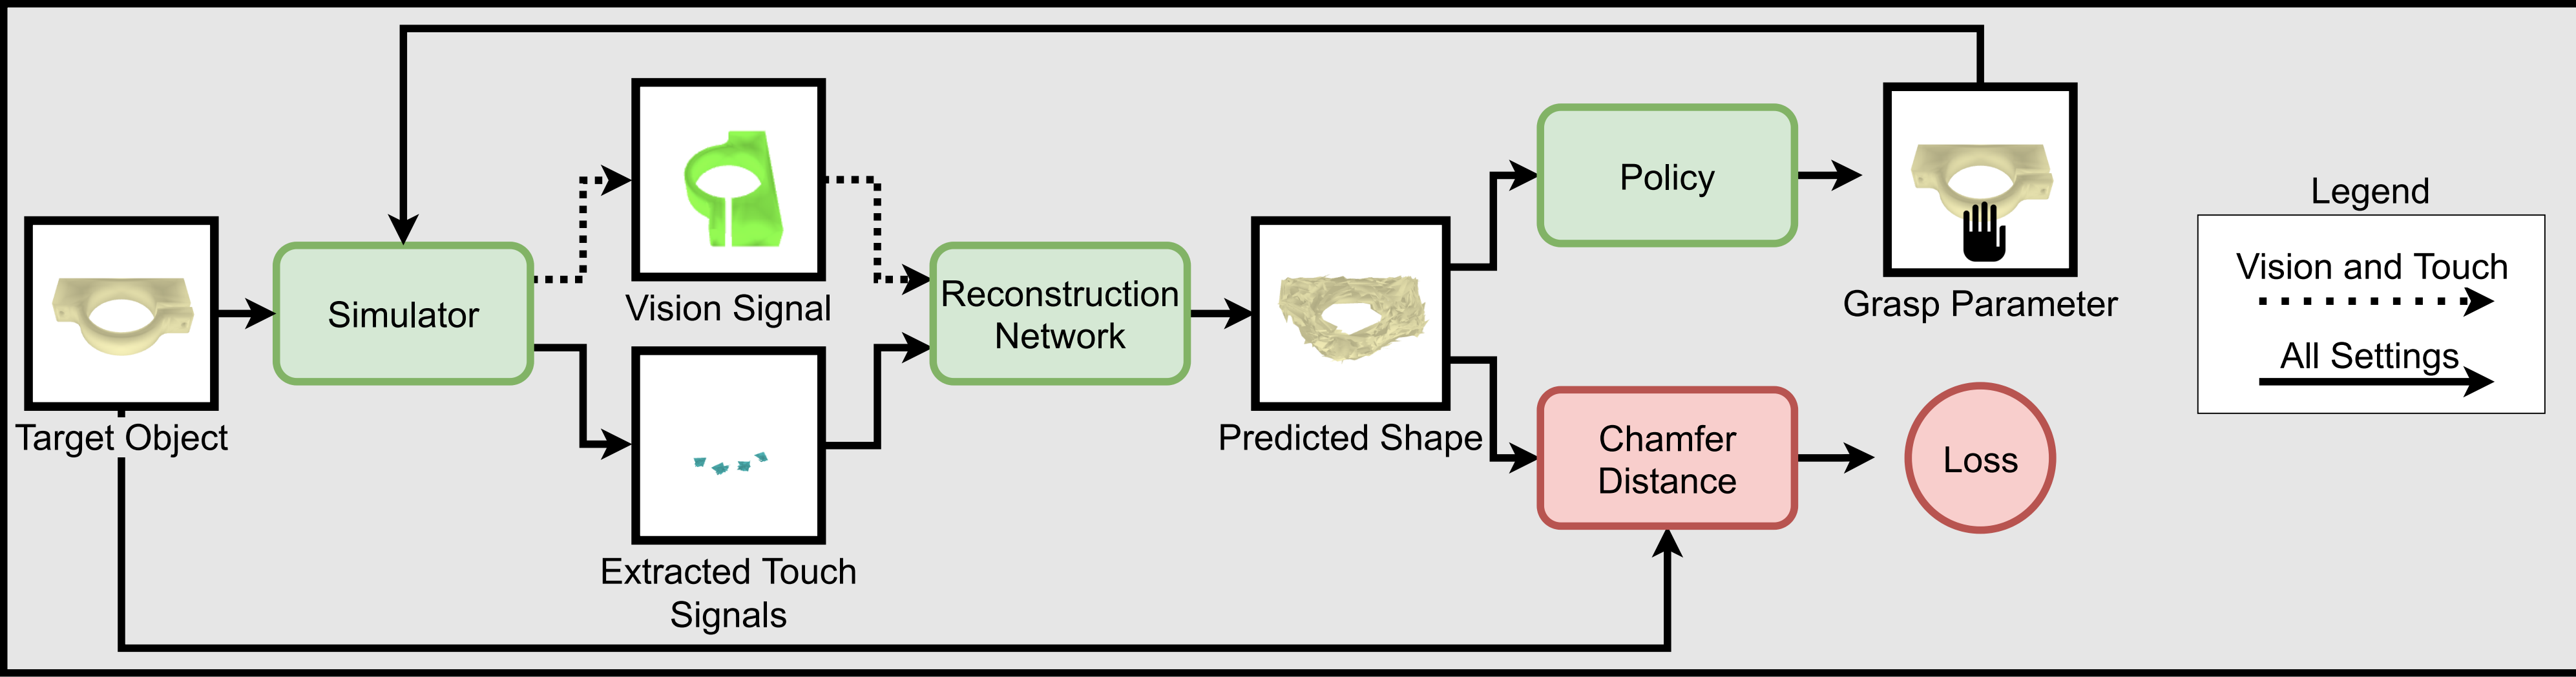 Target Object
Simulator
Vision Signal
Extracted Touch
Signals
Reconstruction
Network
Predicted Shape
Policy
Grasp Parameter
Chamfer
Distance
Loss
Legend
Vision and Touch
All Settings